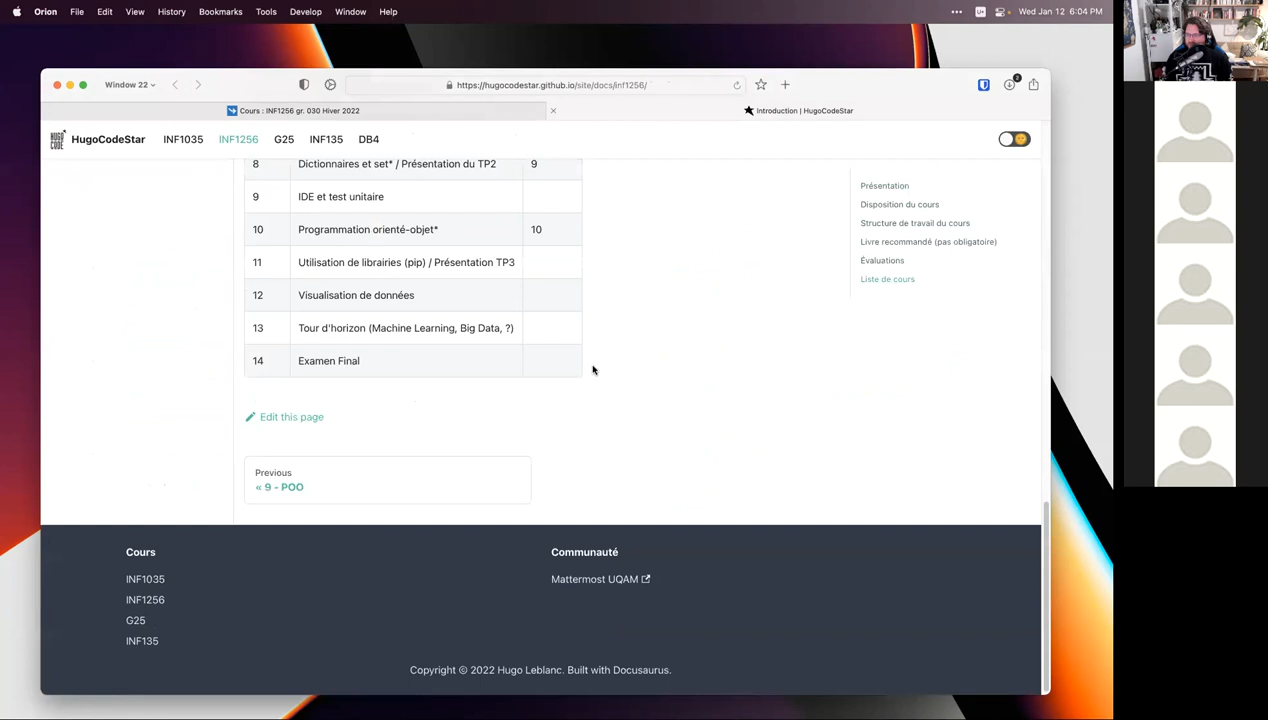 Orion File Edit View History Bookmarks Tools Develop Window Help Wed Jan 12 6:04 PM
Window 22 https://hugocodestar.github.io/site/docs/inf1256/ 2
Cours : INF1256 gr. 030 Hiver 2022 Introduction | HugoCodeStar
HUGO CODE HugoCodeStar INF1035 INF1256 G25 INF135 DB4
8 Dictionnaires et set* / Présentation du TP2 9
9 IDE et test unitaire
10 Programmation orienté-objet* 10
11 Utilisation de librairies (pip) / Présentation TP3
12 Visualisation de données
13 Tour d'horizon (Machine Learning, Big Data, ?)
14 Examen Final
Présentation
Disposition du cours
Structure de travail du cours
Livre recommandé (pas obligatoire)
Évaluations
Liste de cours
Edit this page
Previous
« 9 - POO
Cours
INF1035
INF1256
G25
INF135
Communauté
Mattermost UQAM
Copyright © 2022 Hugo Leblanc. Built with Docusaurus.